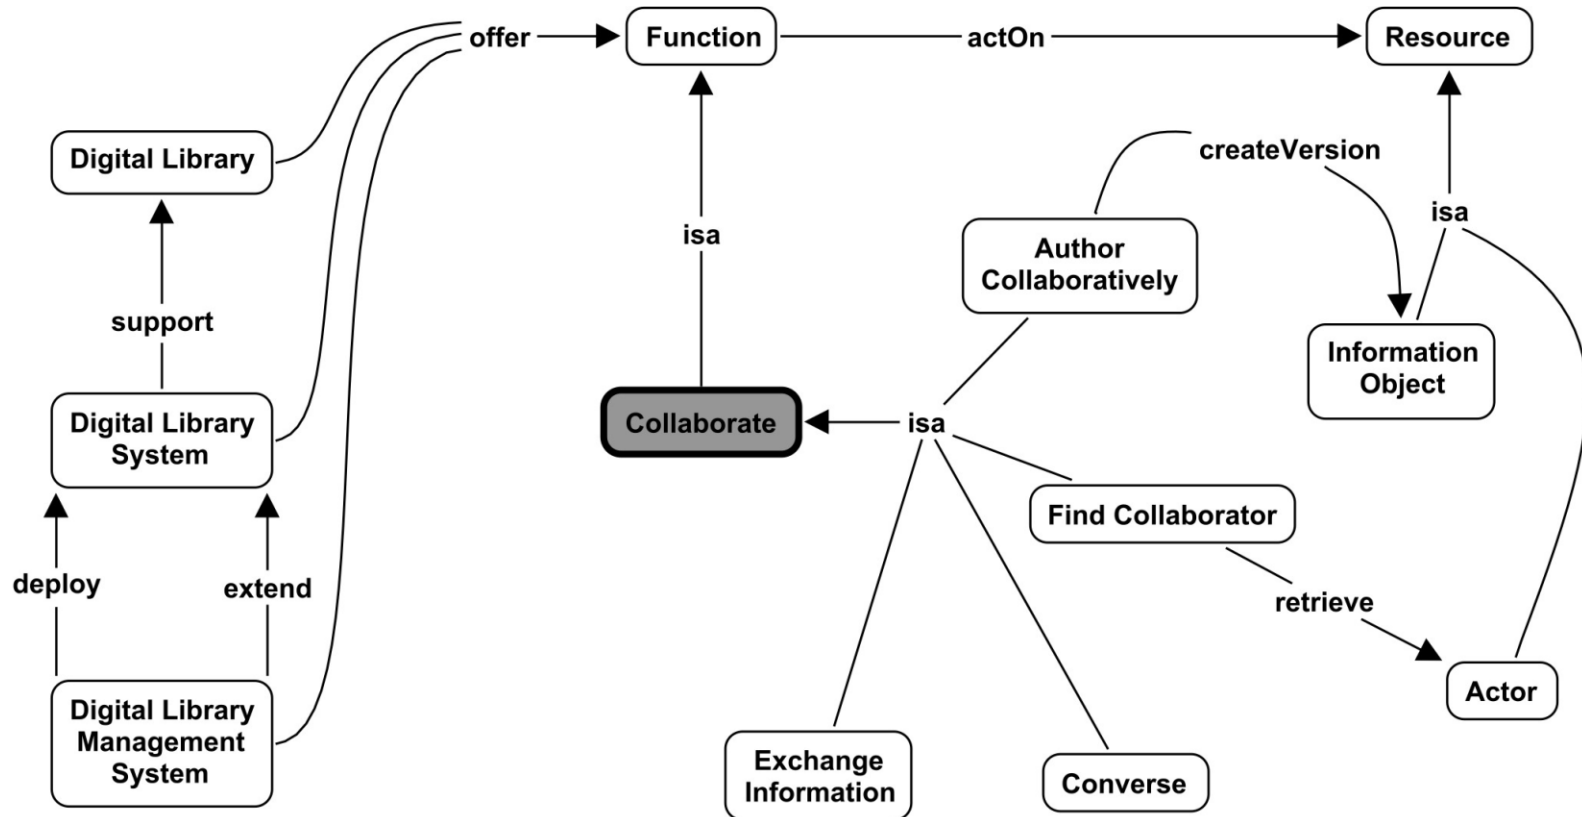 offer
Function
actOn
Resource
Digital Library
createVersion
isa
isa
Author
Collaboratively
support
Information
Object
Digital Library
System
Collaborate
isa
Find Collaborator
deploy
extend
retrieve
Digital Library
Management
System
Actor
Exchange
Information
Converse